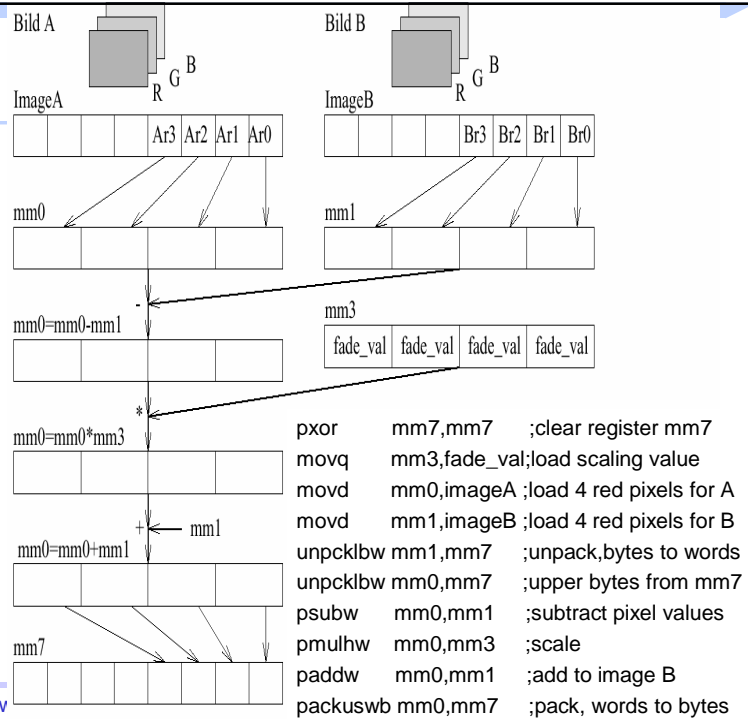 Bild A
Bild B
R G B
R G B
ImageA
ImageB
Ar3 Ar2 Ar1 Ar0
Br3 Br2 Br1 Br0
mm0
mm1
-
mm0=mm0-mm1
mm3
fade_val fade_val fade_val fade_val
*
mm0=mm0*mm3
+ mm1
mm0=mm0+mm1
mm7
pxor mm7,mm7 ;clear register mm7
movq mm3,fade_val;load scaling value
movd mm0,imageA ;load 4 red pixels for A
movd mm1,imageB ;load 4 red pixels for B
unpcklbw mm1,mm7 ;unpack,bytes to words
unpcklbw mm0,mm7 ;upper bytes from mm7
psubw mm0,mm1 ;subtract pixel values
pmulhw mm0,mm3 ;scale
paddw mm0,mm1 ;add to image B
packuswb mm0,mm7 ;pack, words to bytes